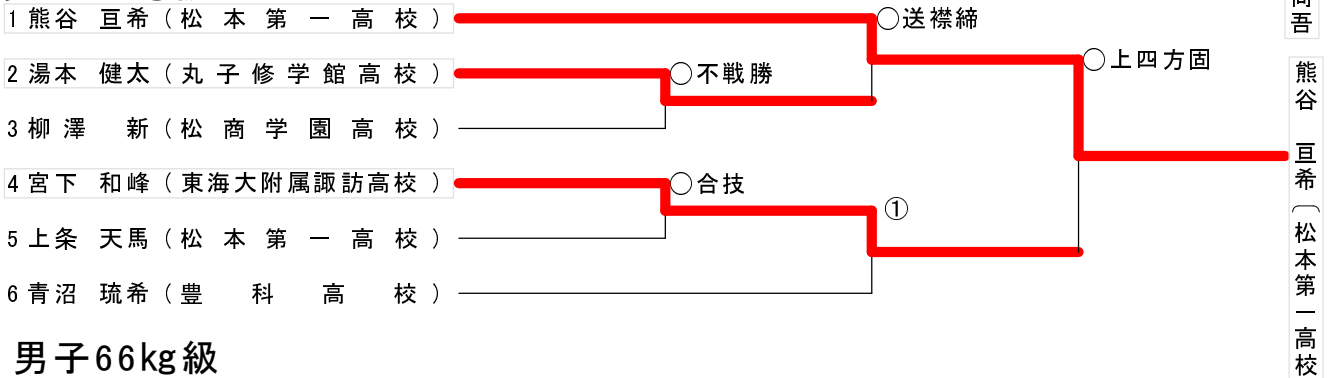 1 熊谷 亘希(松本第一高校)
○送襟締
○上四方固
2 湯本 健太(丸子修学館高校)
○不戦勝
3 柳澤 新(松商学園高校)
4 宮下 和峰(東海大附属諏訪高校)
○合技
①
5 上条 天馬(松本第一高校)
6 青沼 琉希(豊科高校)
男子66kg級
吾
熊谷 亘希(松本第一高校